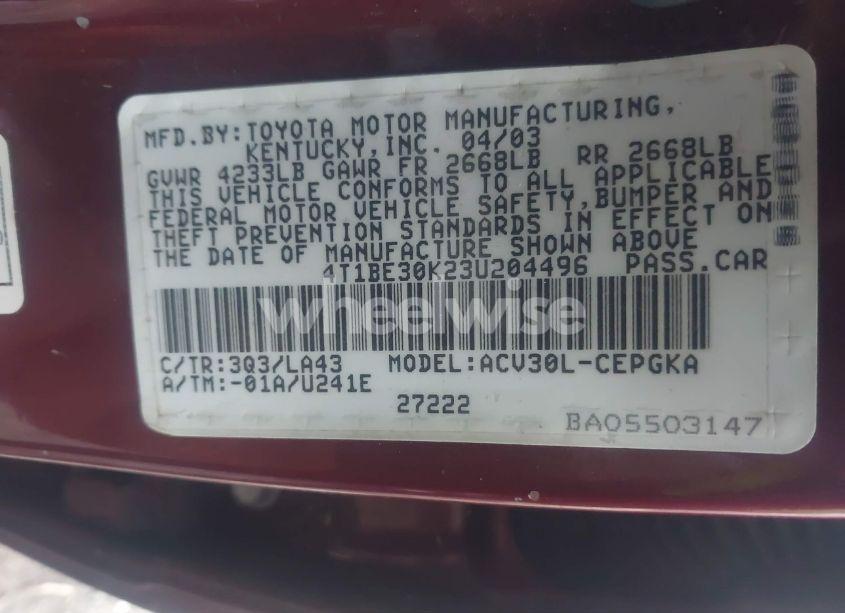 MFD.BY:TOYOTA MOTOR MANUFACTURING,
KENTUCKY,INC. 04/03
GVWR 4233LB GAWR FR 2668LB RR 2668LB
THIS VEHICLE CONFORMS TO ALL APPLICABLE
FEDERAL MOTOR VEHICLE SAFETY,BUMPER AND
THEFT PREVENTION STANDARDS IN EFFECT ON
THE DATE OF MANUFACTURE SHOWN ABOVE
4T1BE30K23U204496 PASS.CAR
wheelwise
C/TR:3Q3/LA43 MODEL:ACV30L-CEPGKA
A/TM:-01A/U241E
27222
BA05503147